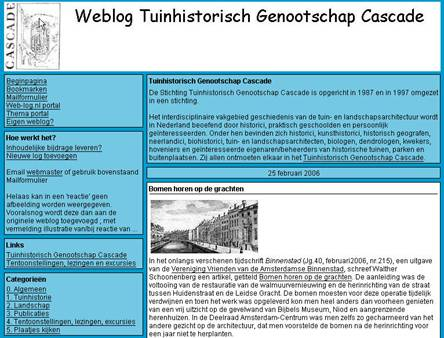 CASCADE
Weblog Tuinhistorisch Genootschap Cascade
Beginpagina
Bookmarken
Mailformulier
Web-log.nl portal
Thema portal
Eigen weblog?
Hoe werkt het?
Inhoudelijke bijdrage leveren?
Nieuwe log toevoegen
Email webmaster of gebruik bovenstaand
Mailformulier
Helaas kan in een 'reactie' geen
afbeelding worden weergegeven.
Vooralsnog wordt deze dan aan de
originele weblog toegevoegd ; met
vermelding illustratie van/bij reactie van ...
Links
Tuinhistorisch Genootschap Cascade
Tentoonstellingen, lezingen en excursies
Categorieën
0. Algemeen
1. Tuinhistorie
2. Landschap
3. Publicaties
4. Tentoonstellingen, lezingen en excursies
5. Plaatjes kijken
Tuinhistorisch Genootschap Cascade
De Stichting Tuinhistorisch Genootschap Cascade is opgericht in 1987 en in 1997 omgezet
in een stichting.
Het interdisciplinaire vakgebied geschiedenis van de tuin- en landschapsarchitectuur wordt
in Nederland beoefend door historici, praktisch geschoolden en persoonlijk
geïnteresseerden. Onder hen bevinden zich historici, kunsthistorici, historisch geografen,
neerlandici, biohistorici, tuin- en landschapsarchitecten, biologen, dendrologen, kwekers,
hoveniers en geïnteresseerde eigenaren/beheerders van historische tuinen, parken en
buitenplaatsen. Zij allen ontmoeten elkaar in het Tuinhistorisch Genootschap Cascade.
25 februari 2006
Bomen horen op de grachten
In het onlangs verschenen tijdschrift Binnenstad (Jg.40, februari2006, nr.215), een uitgave
van de Vereniging Vrienden van de Amsterdamse Binnenstad, schreef Walther
Schoonenberg een artikel, getiteld Bomen horen op de grachten. De aanleiding was de
voltooiing van de restauratie van de walmuurvernieuwing en de herinrichting van de straat
tussen Huidenstraat en de Leidse Gracht. De bomen moesten voor deze operatie tijdelijk
verdwijnen en toen het werk was opgeleverd kon men heel anders dan voorheen genieten
van een vrij uitzicht op de gevelwand van Bijbels Museum, Niod en aangrenzende
herenhuizen. In de Deelraad Amsterdam-Centrum was men zelfs zo gecharmeerd van het
andere gezicht op de architectuur, dat men voorstelde de bomen na de herinrichting voor
een jaar niet te herplanten.